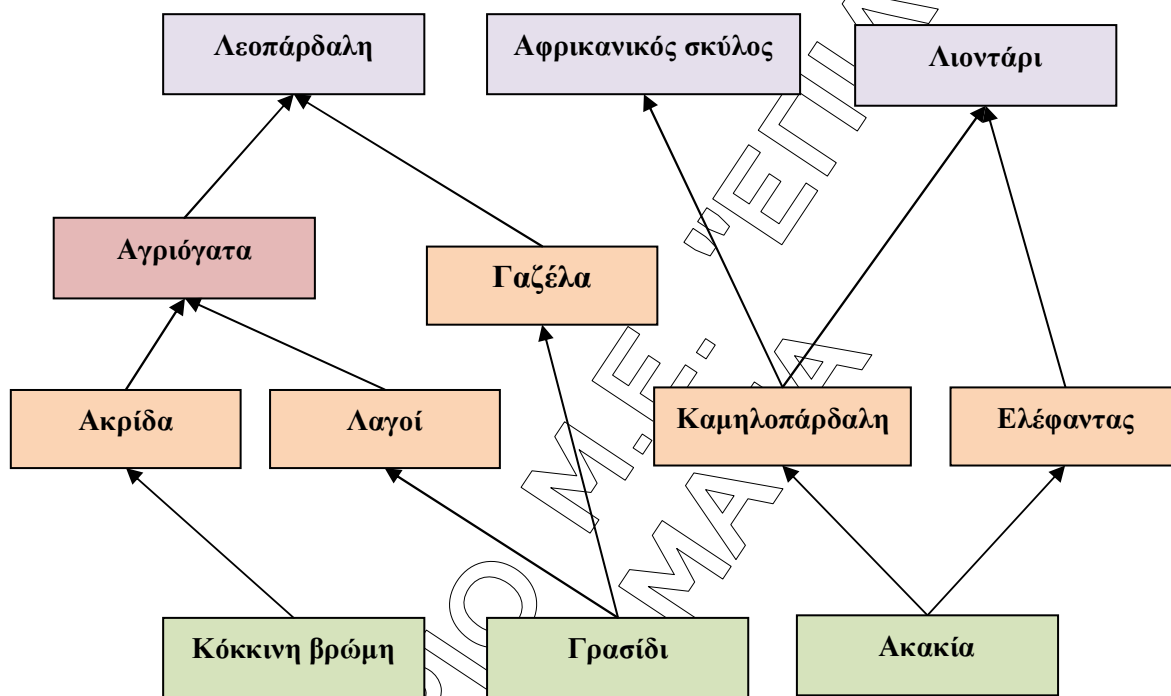 Λεοπάρδαλη
Αφρικανικός σκύλος
Λιοντάρι
Αγριόγατα
Γαζέλα
Ακρίδα
Λαγοί
Καμηλοπάρδαλη
Ελέφαντας
Κόκκινη βρώμη
Γρασίδι
Ακακία